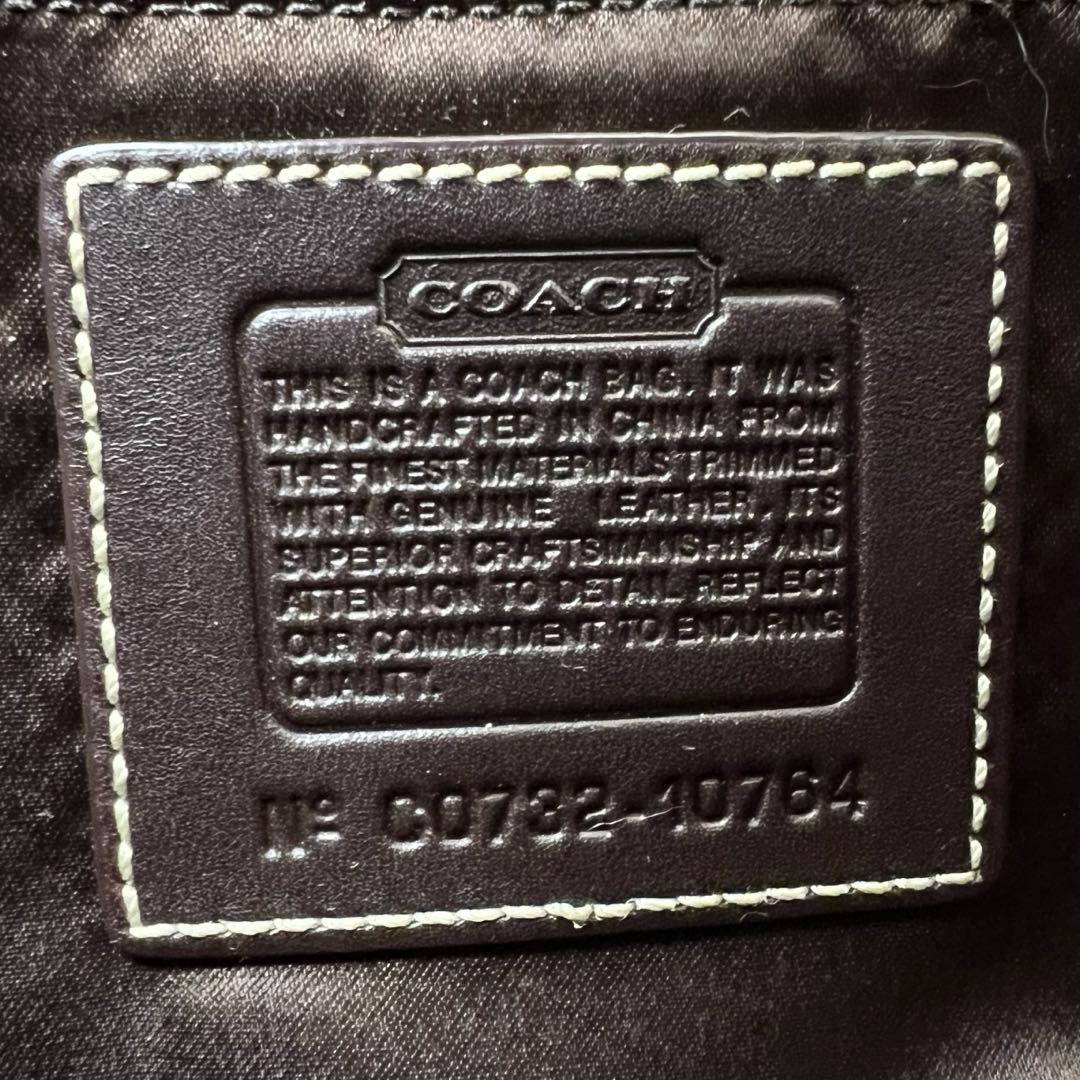 COACH
THIS IS A COACH BAG. IT WAS
HANDCRAFTED IN CHINA FROM
THE FINEST MATERIALS TRIMMED
WITH GENUINE LEATHER. ITS
SUPERIOR CRAFTSMANSHIP AND
ATTENTION TO DETAIL REFLECT
OUR COMMITMENT TO ENDURING
QUALITY.
Nº C0732-10764